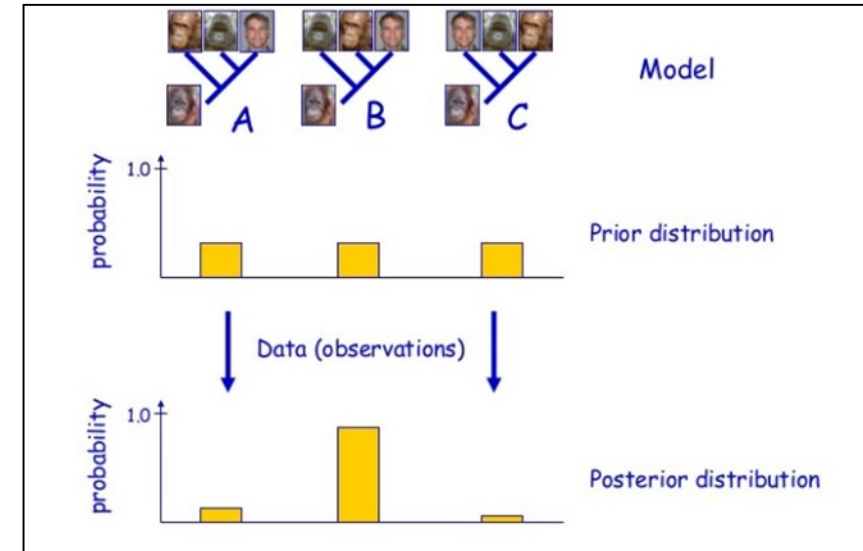 Model
A
B
C
probability
1.0
Prior distribution
Data (observations)
probability
1.0
Posterior distribution